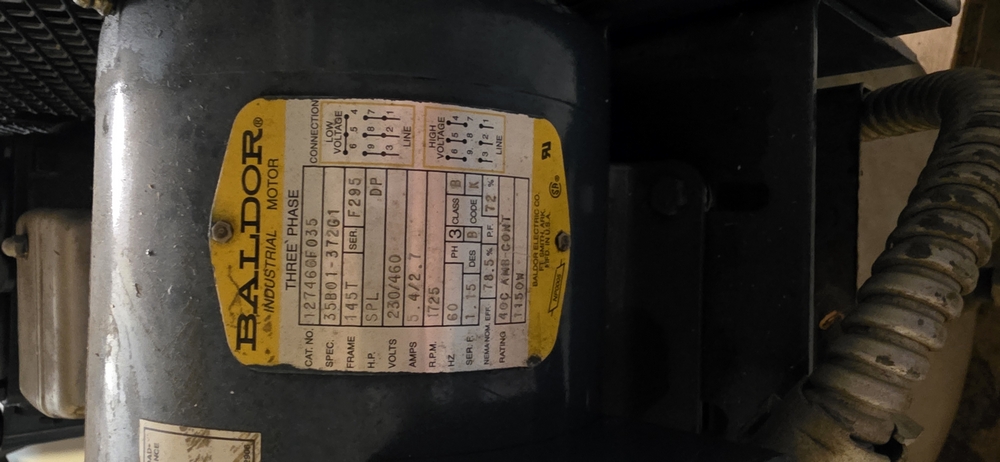 BALDOR®
INDUSTRIAL MOTOR
THREE PHASE
CAT. NO. 127460F035
SPEC. 35B01-372G1
FRAME 145T SER. F295
H.P. SPL DP
VOLTS 230/460
AMPS 5.4/2.7
R.P.M. 1725
HZ 60 PH 3 CLASS B
SER. F. 1.15 DES B CODE K
NEMA-NOM. EFF. 78.5% P.F. 72 %
RATING 40C AMB-CONT
1450W
CONNECTION
LOW VOLTAGE
4 5 6
7 8 9
1 2 3
LINE
HIGH VOLTAGE
4 5 6
7 8 9
1 2 3
LINE
BALDOR ELECTRIC CO.
FT. SMITH, ARK.
MFD. IN U.S.A.